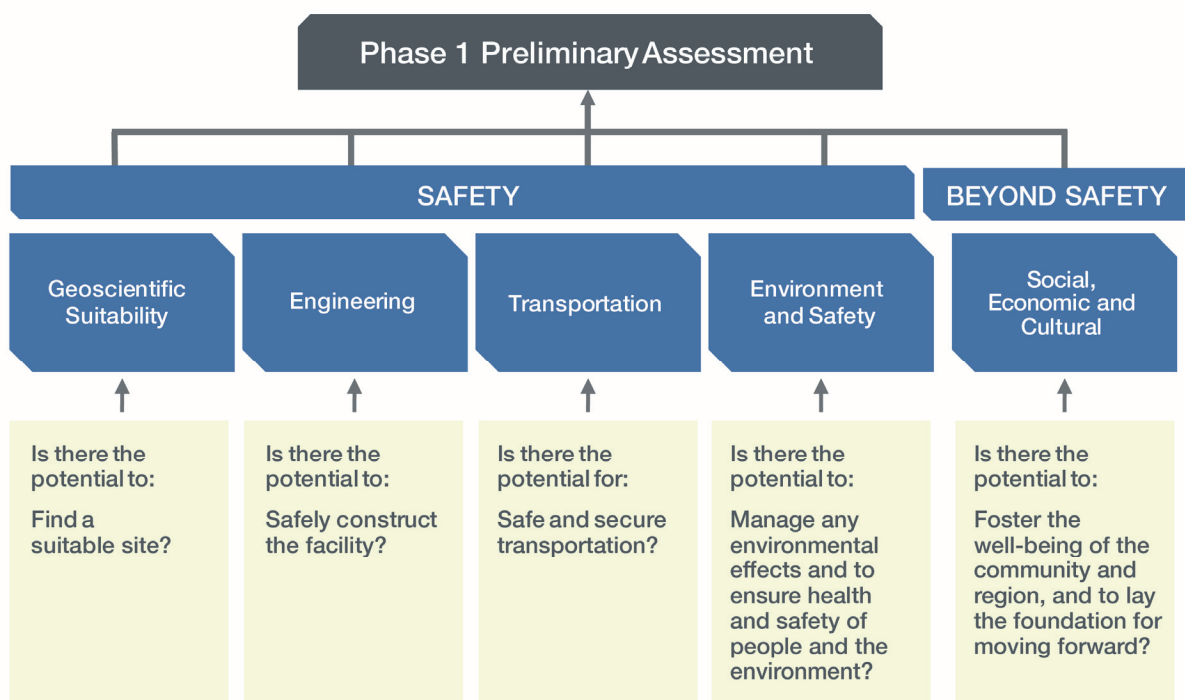 Phase 1 Preliminary Assessment
SAFETY
BEYOND SAFETY
Geoscientific
Suitability
Engineering
Transportation
Environment
and Safety
Social,
Economic and
Cultural
Is there the
potential to:
Find a
suitable site?
Is there the
potential to:
Safely construct
the facility?
Is there the
potential for:
Safe and secure
transportation?
Is there the
potential to:
Manage any
environmental
effects and to
ensure health
and safety of
people and the
environment?
Is there the
potential to:
Foster the
well-being of the
community and
region, and to lay
the foundation for
moving forward?